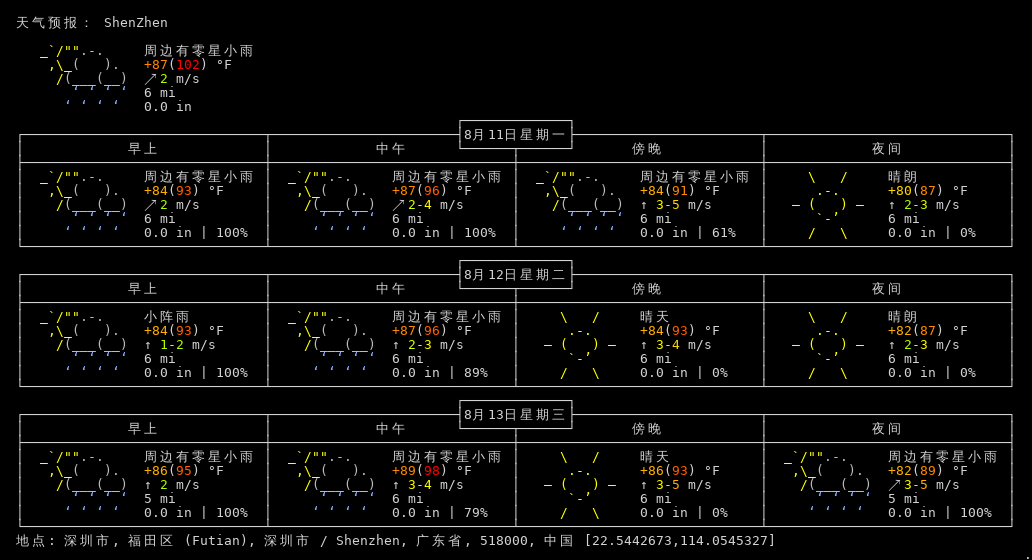 天气预报： ShenZhen
周边有零星小雨
+87(102) °F
↗2 m/s
6 mi
0.0 in
8月11日星期一
早上 中午 傍晚 夜间
周边有零星小雨 周边有零星小雨 周边有零星小雨 晴朗
+84(93) °F +87(96) °F +84(91) °F +80(87) °F
↗2 m/s ↗2-4 m/s ↑ 3-5 m/s ↑ 2-3 m/s
6 mi 6 mi 6 mi 6 mi
0.0 in | 100% 0.0 in | 100% 0.0 in | 61% 0.0 in | 0%
8月12日星期二
早上 中午 傍晚 夜间
小阵雨 周边有零星小雨 晴天 晴朗
+84(93) °F +87(96) °F +84(93) °F +82(87) °F
↑ 1-2 m/s ↑ 2-3 m/s ↑ 3-4 m/s ↑ 2-3 m/s
6 mi 6 mi 6 mi 6 mi
0.0 in | 100% 0.0 in | 89% 0.0 in | 0% 0.0 in | 0%
8月13日星期三
早上 中午 傍晚 夜间
周边有零星小雨 周边有零星小雨 晴天 周边有零星小雨
+86(95) °F +89(98) °F +86(93) °F +82(89) °F
↑ 2 m/s ↑ 3-4 m/s ↑ 3-5 m/s ↗3-5 m/s
5 mi 6 mi 6 mi 5 mi
0.0 in | 100% 0.0 in | 79% 0.0 in | 0% 0.0 in | 100%
地点: 深圳市, 福田区 (Futian), 深圳市 / Shenzhen, 广东省, 518000, 中国 [22.5442673,114.0545327]